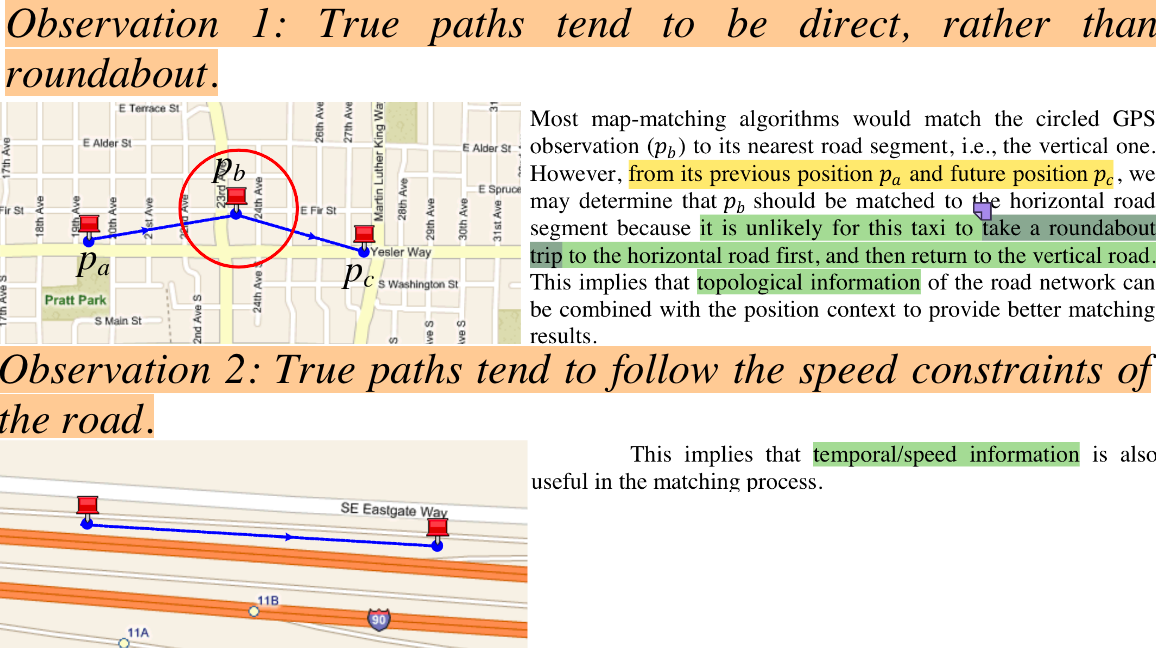 Observation 1: True paths tend to be direct, rather than
roundabout.
E Terrace St
E Alder St
E Alder St
17th Ave
26th Ave
27th Ave
Martin Luther King Way
31
E Spruce
p_b
23rd
24th Ave
Fir St
18th Ave
19th Ave
20th Ave
21st Ave
22nd Ave
E Fir St
28th Ave
29th Ave
30th Ave
31st Ave
p_a
p_c
Yesler Way
Pratt Park
24th Ave S
S Washington St
17th Ave S
S Main St
2nd Ave S
S
Ave S
Ave S
Most map-matching algorithms would match the circled GPS
observation (p_b) to its nearest road segment, i.e., the vertical one.
However, from its previous position p_a and future position p_c, we
may determine that p_b should be matched to the horizontal road
segment because it is unlikely for this taxi to take a roundabout
trip to the horizontal road first, and then return to the vertical road.
This implies that topological information of the road network can
be combined with the position context to provide better matching
results.
Observation 2: True paths tend to follow the speed constraints of
the road.
SE Eastgate Way
11B
90
11A
This implies that temporal/speed information is also
useful in the matching process.